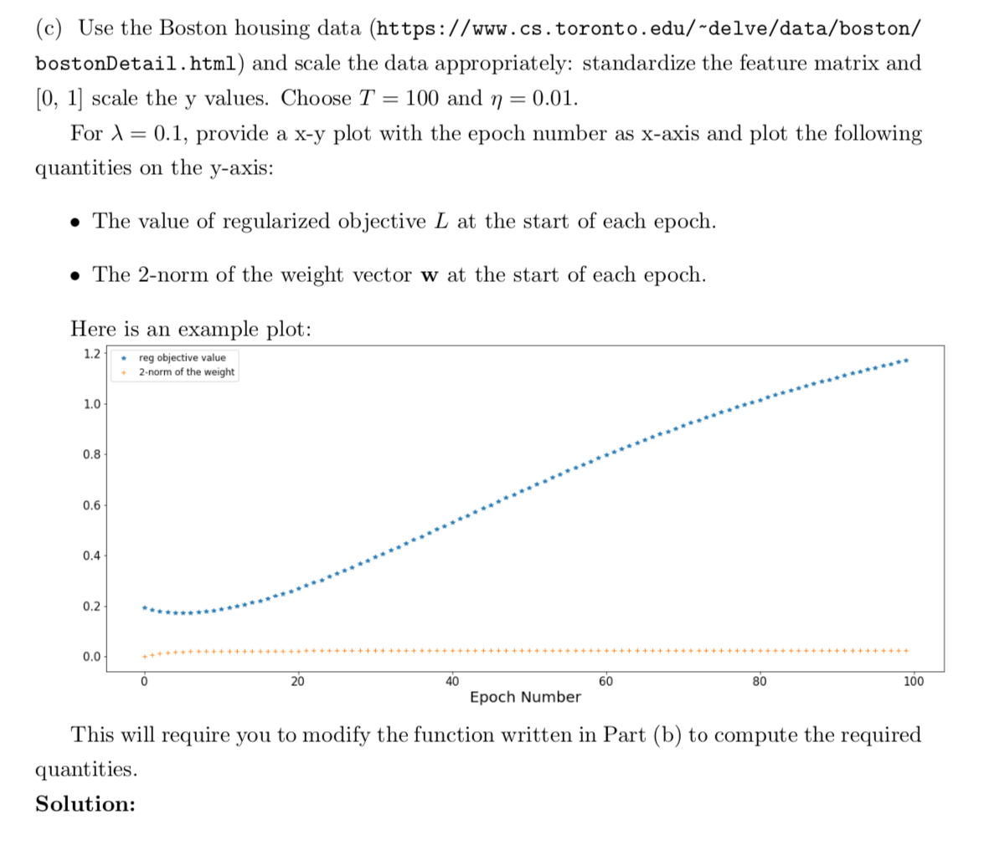 (c) Use the Boston housing data (https://www.cs.toronto.edu/~delve/data/boston/
bostonDetail.html) and scale the data appropriately: standardize the feature matrix and
[0, 1] scale the y values. Choose T = 100 and η = 0.01.
For λ = 0.1, provide a x-y plot with the epoch number as x-axis and plot the following
quantities on the y-axis:
• The value of regularized objective L at the start of each epoch.
• The 2-norm of the weight vector w at the start of each epoch.
Here is an example plot:
1.2
reg objective value
2-norm of the weight
1.0
0.8
0.6
0.4
0.2
0.0
0 20 40 60 80 100
Epoch Number
This will require you to modify the function written in Part (b) to compute the required
quantities.
Solution: